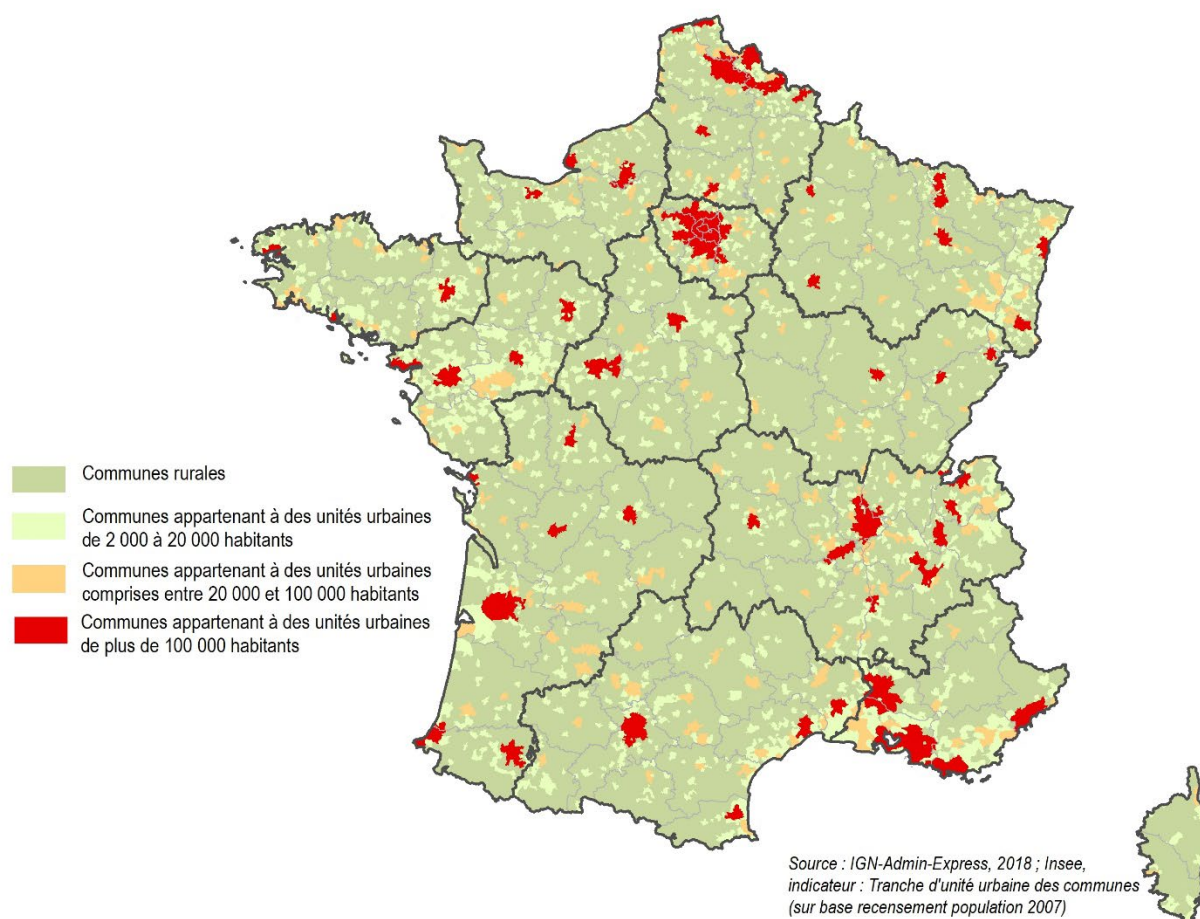 Communes rurales
Communes appartenant à des unités urbaines
de 2 000 à 20 000 habitants
Communes appartenant à des unités urbaines
comprises entre 20 000 et 100 000 habitants
Communes appartenant à des unités urbaines
de plus de 100 000 habitants
Source : IGN-Admin-Express, 2018 ; Insee,
indicateur : Tranche d'unité urbaine des communes
(sur base recensement population 2007)